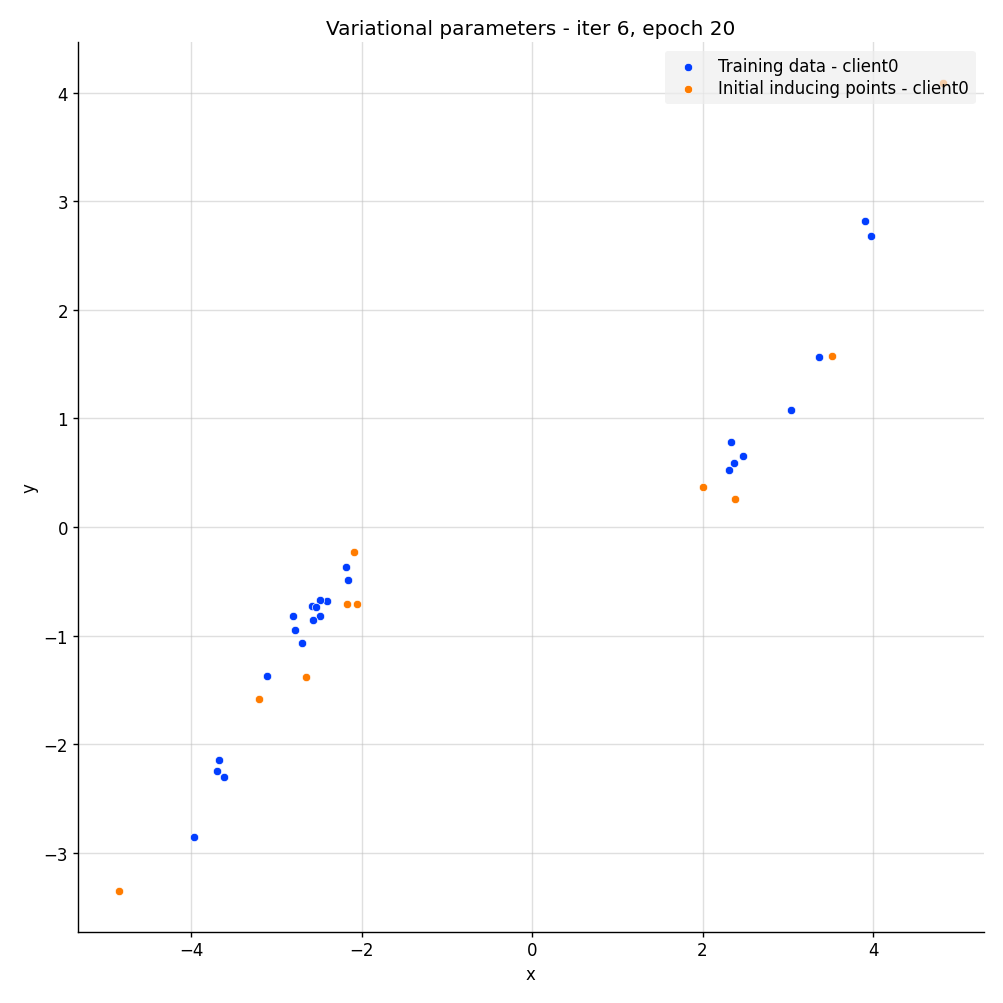 Variational parameters - iter 6, epoch 20
Training data - client0
Initial inducing points - client0
4
3
2
1
0
−1
−2
−3
y
−4
−2
0
2
4
x